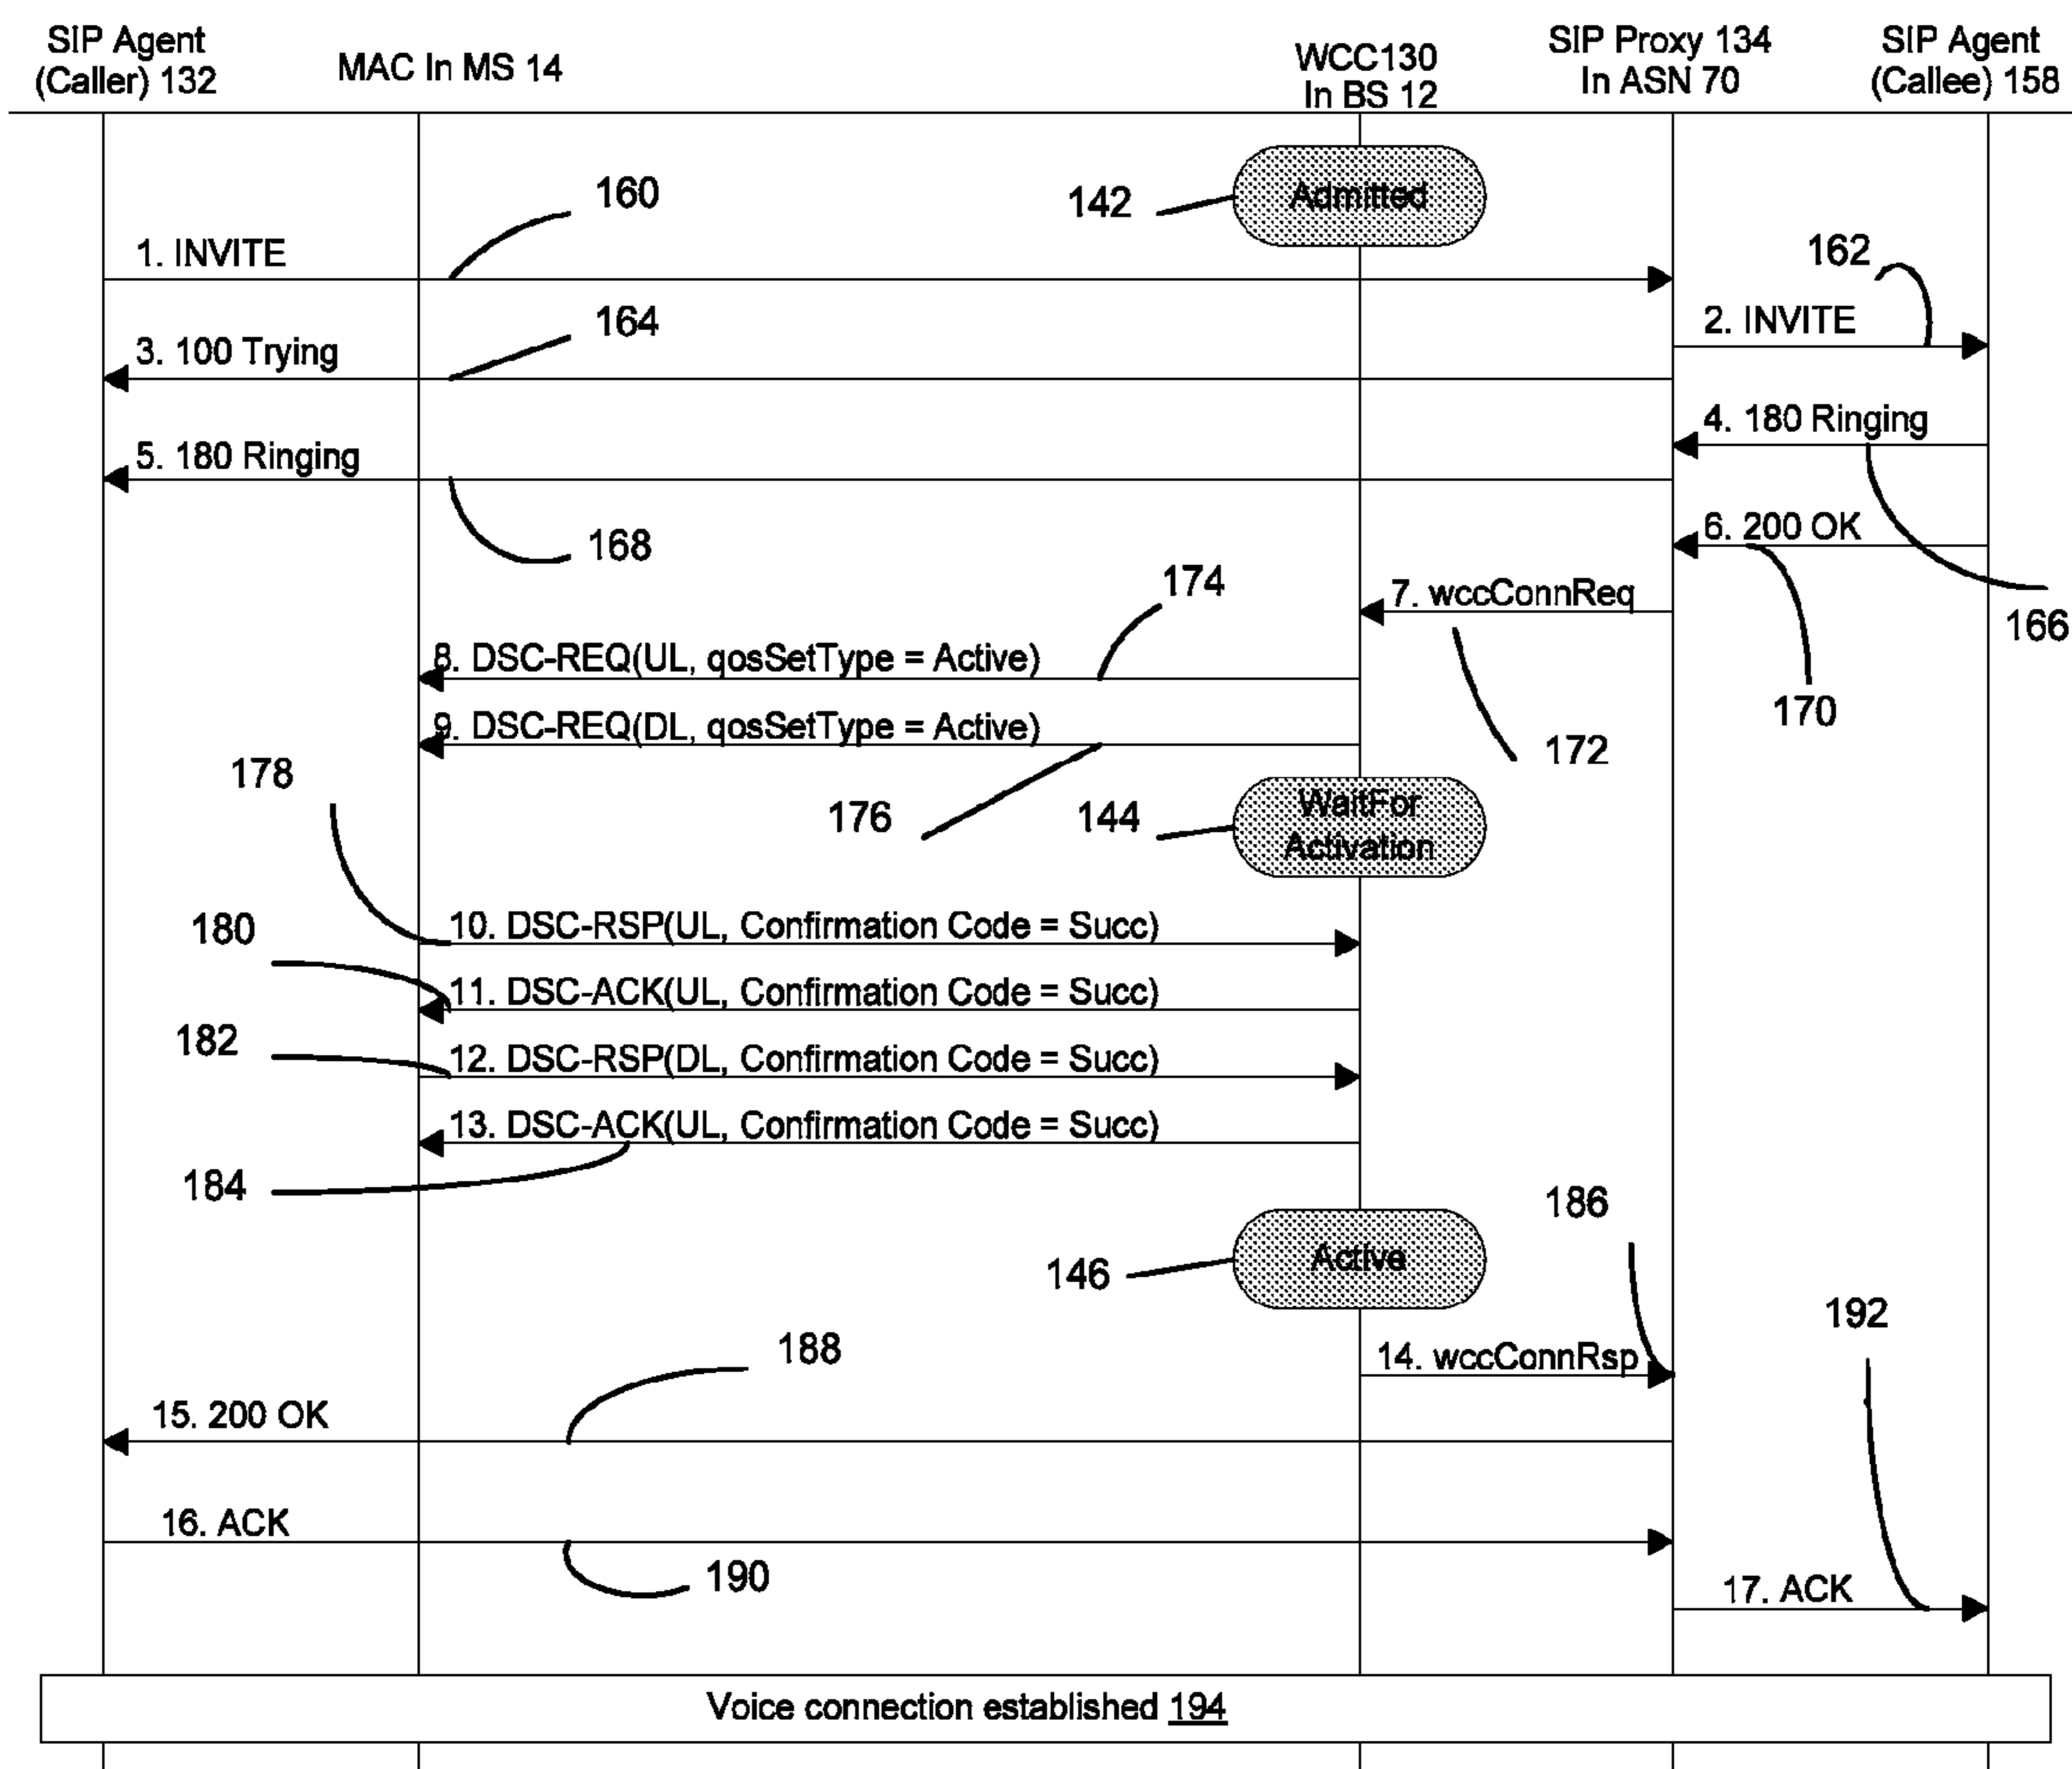 SIP Agent
(Caller) 132
MAC In MS 14
WCC130
In BS 12
SIP Proxy 134
In ASN 70
SIP Agent
(Callee) 158
160
142
Admitted
1. INVITE
162
164
2. INVITE
3. 100 Trying
4. 180 Ringing
5. 180 Ringing
168
6. 200 OK
174
7. wccConnReq
166
8. DSC-REQ(UL, qosSetType = Active)
170
9. DSC-REQ(DL, qosSetType = Active)
172
178
176
144
WaitFor
Activation
180
10. DSC-RSP(UL, Confirmation Code = Succ)
11. DSC-ACK(UL, Confirmation Code = Succ)
182
12. DSC-RSP(DL, Confirmation Code = Succ)
13. DSC-ACK(UL, Confirmation Code = Succ)
184
186
146
Active
192
188
14. wccConnRsp
15. 200 OK
16. ACK
190
17. ACK
Voice connection established 194